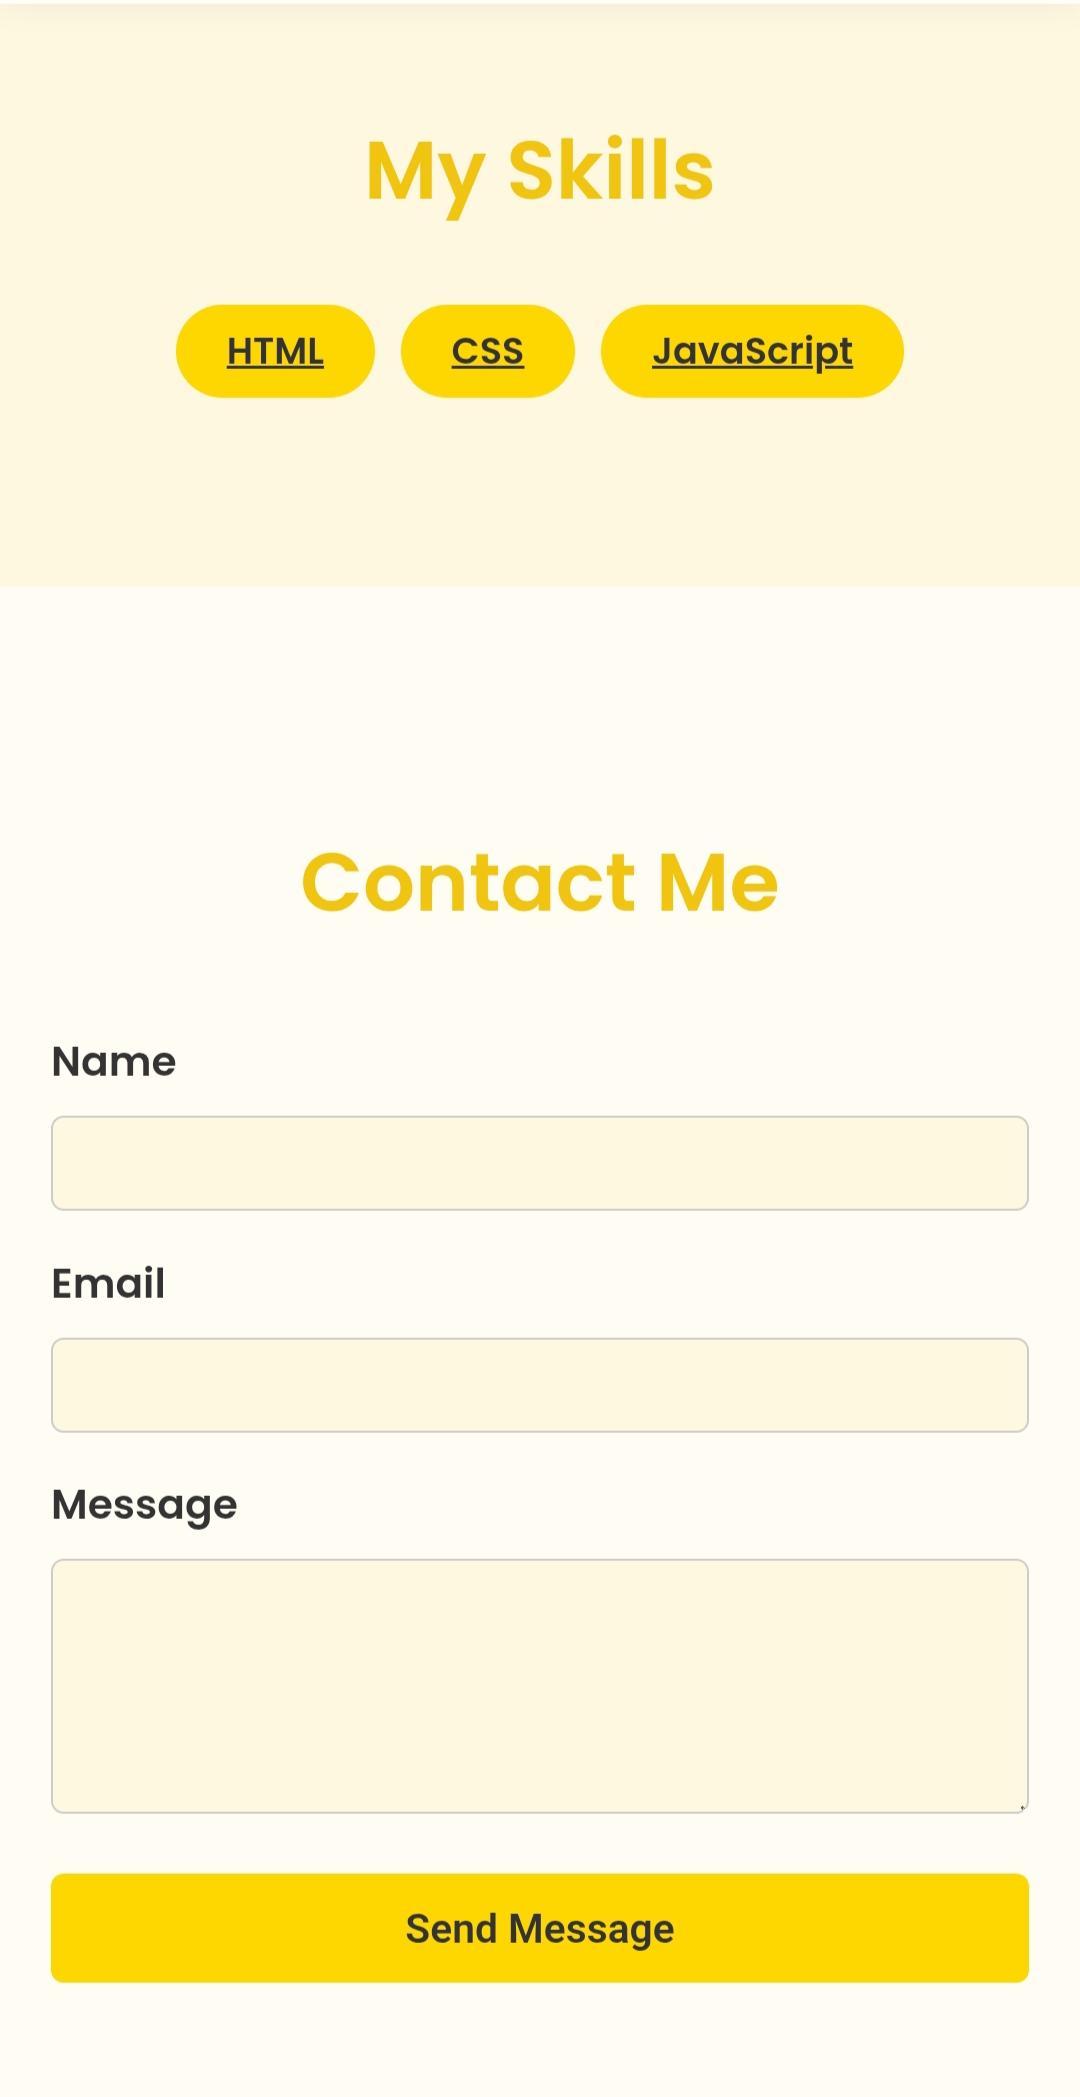 My Skills
HTML CSS JavaScript
Contact Me
Name
Email
Message
Send Message